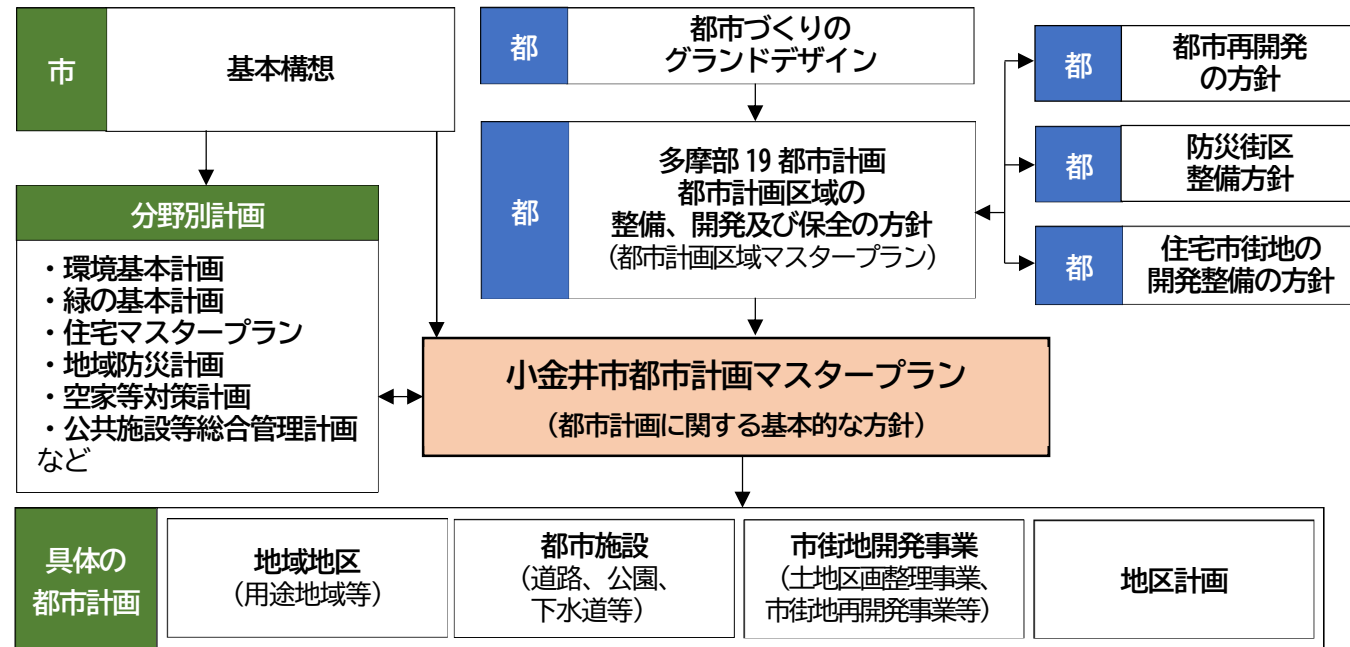 市
基本構想
都
都市づくりの
グランドデザイン
都
都市再開発
の方針
都
多摩部 19 都市計画
都市計画区域の
整備、開発及び保全の方針
（都市計画区域マスタープラン）
都
防災街区
整備方針
都
住宅市街地の
開発整備の方針
分野別計画
・環境基本計画
・緑の基本計画
・住宅マスタープラン
・地域防災計画
・空家等対策計画
・公共施設等総合管理計画
など
小金井市都市計画マスタープラン
（都市計画に関する基本的な方針）
具体の
都市計画
地域地区
（用途地域等）
都市施設
（道路、公園、
下水道等）
市街地開発事業
（土地区画整理事業、
市街地再開発事業等）
地区計画